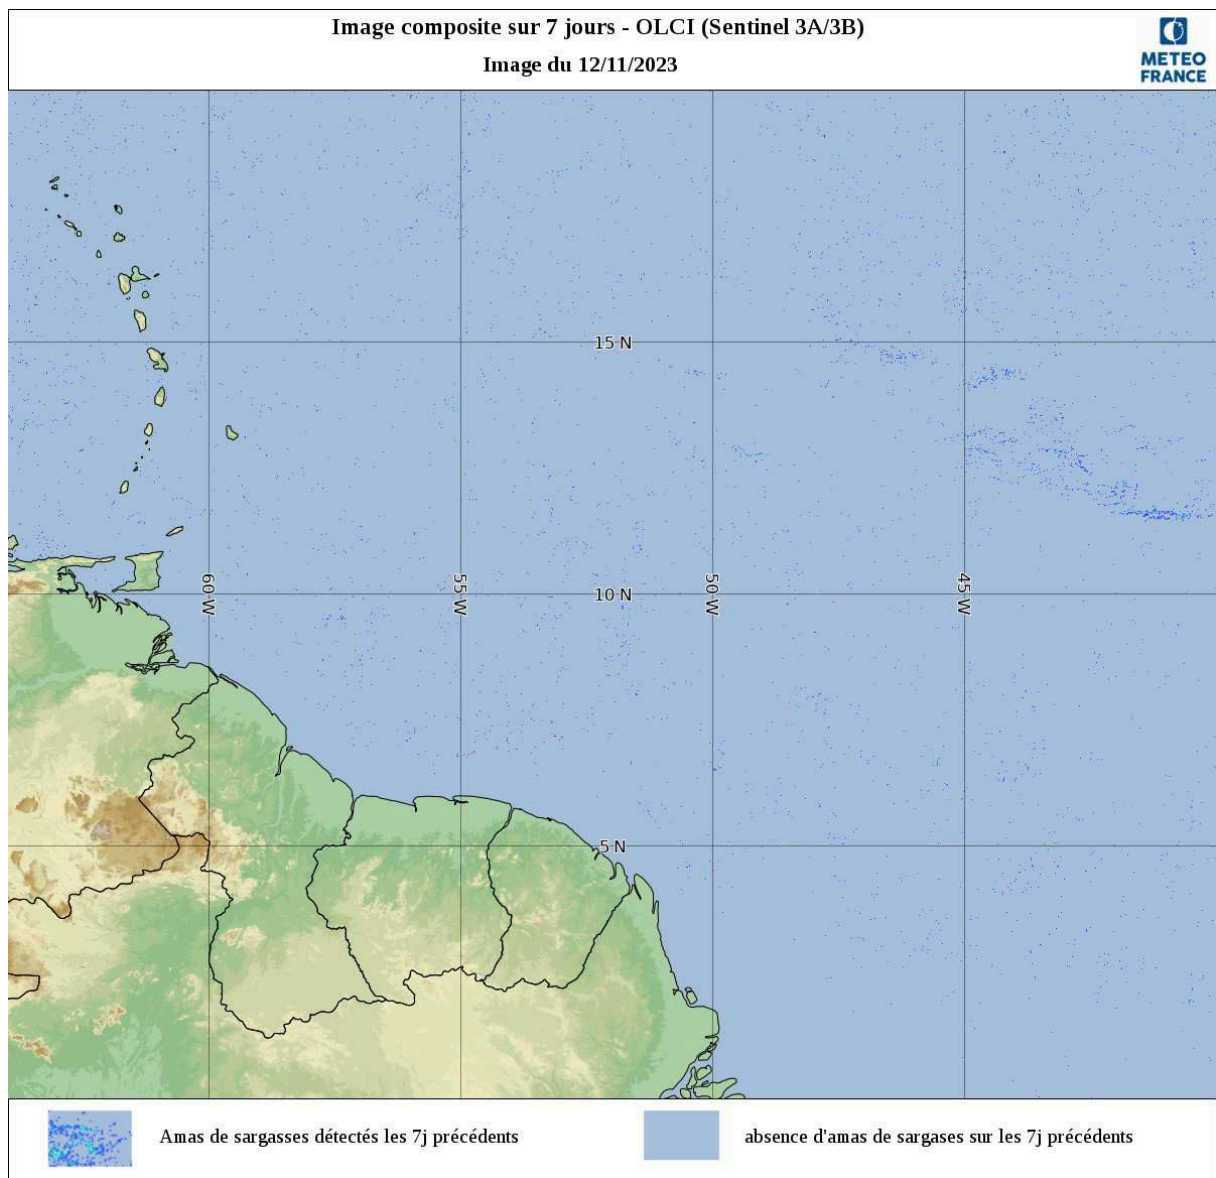 Image composite sur 7 jours - OLCI (Sentinel 3A/3B)
Image du 12/11/2023
METEO
FRANCE
15 N
60 W
55 W
10 N
50 W
45 W
5 N
Amas de sargasses détectés les 7j précédents
absence d'amas de sargases sur les 7j précédents